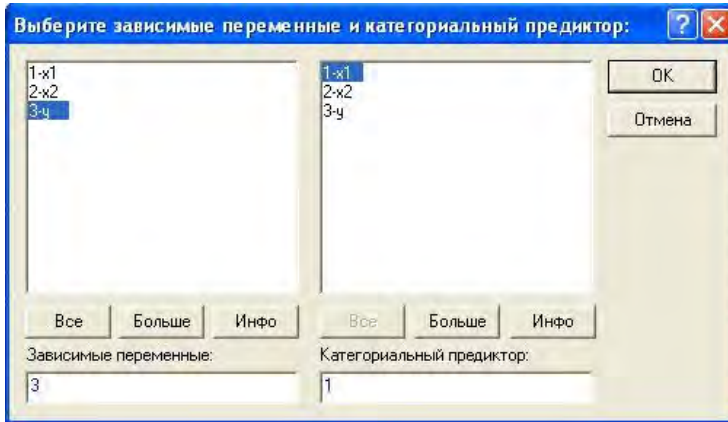 Выберите зависимые переменные и категориальный предиктор:
1-x1
2-x2
3-y
1-x1
2-x2
3-y
OK
Отмена
Все Больше Инфо
Все Больше Инфо
Зависимые переменные:
Категориальный предиктор:
3
1